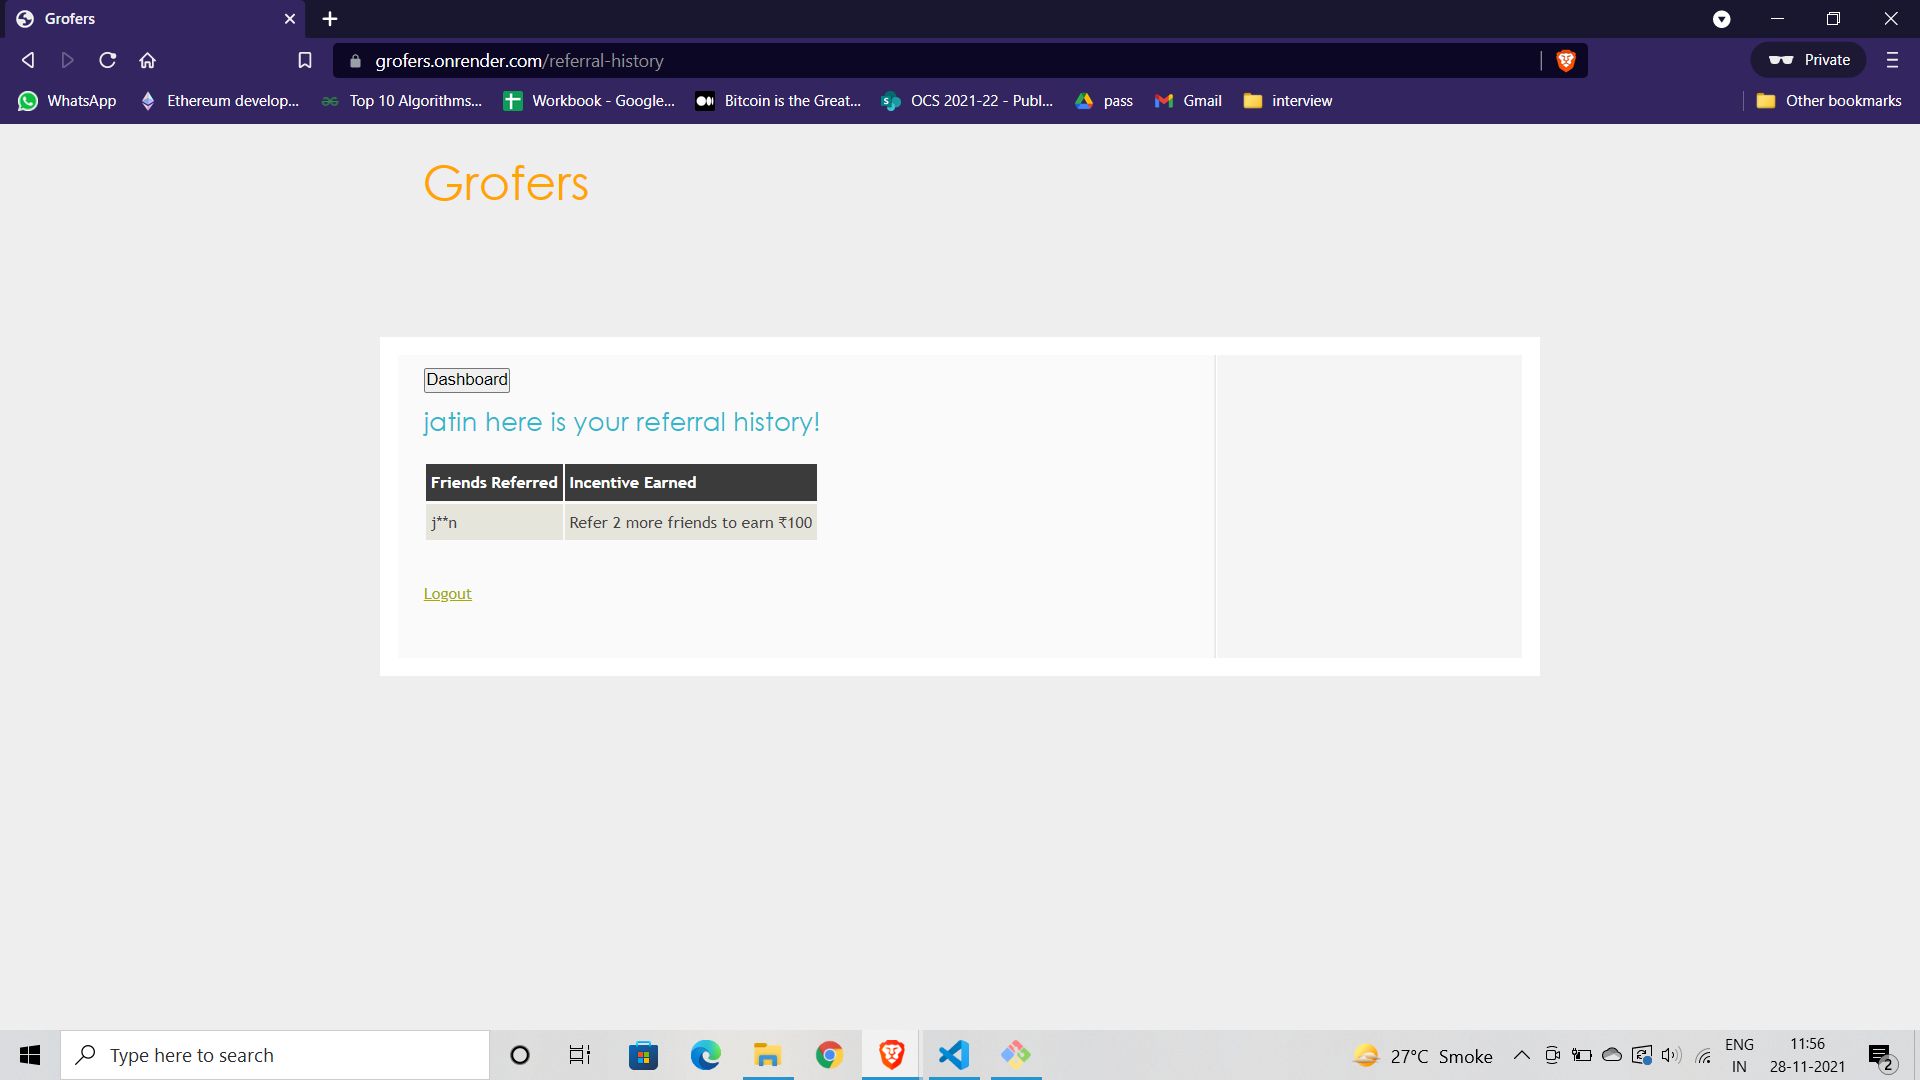 Grofers
grofers.onrender.com/referral-history
Private
WhatsApp
Ethereum develop...
Top 10 Algorithms...
Workbook - Google...
Bitcoin is the Great...
OCS 2021-22 - Publ...
pass
Gmail
interview
Other bookmarks
Grofers
Dashboard
jatin here is your referral history!
Friends Referred Incentive Earned
j**n Refer 2 more friends to earn ₹100
Logout
Type here to search
27°C Smoke
ENG
IN
11:56
28-11-2021
2